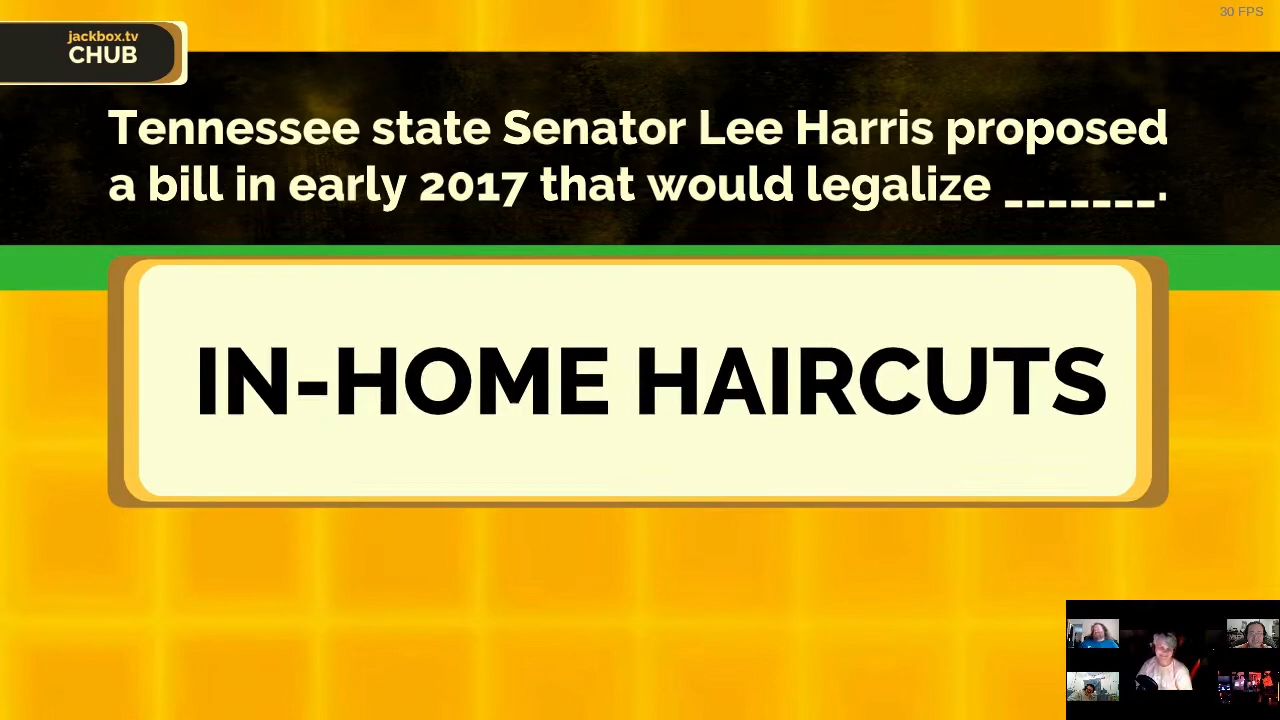 30 FPS
jackbox.tv
CHUB
Tennessee state Senator Lee Harris proposed
a bill in early 2017 that would legalize _______.
IN-HOME HAIRCUTS